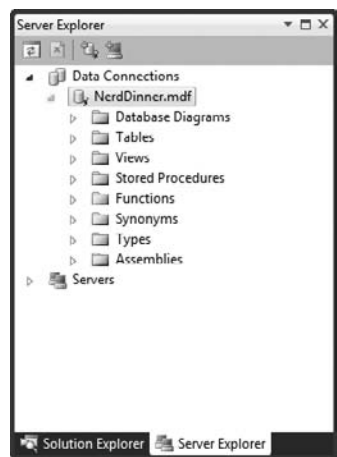 Server Explorer
Data Connections
NerdDinner.mdf
Database Diagrams
Tables
Views
Stored Procedures
Functions
Synonyms
Types
Assemblies
Servers
Solution Explorer Server Explorer